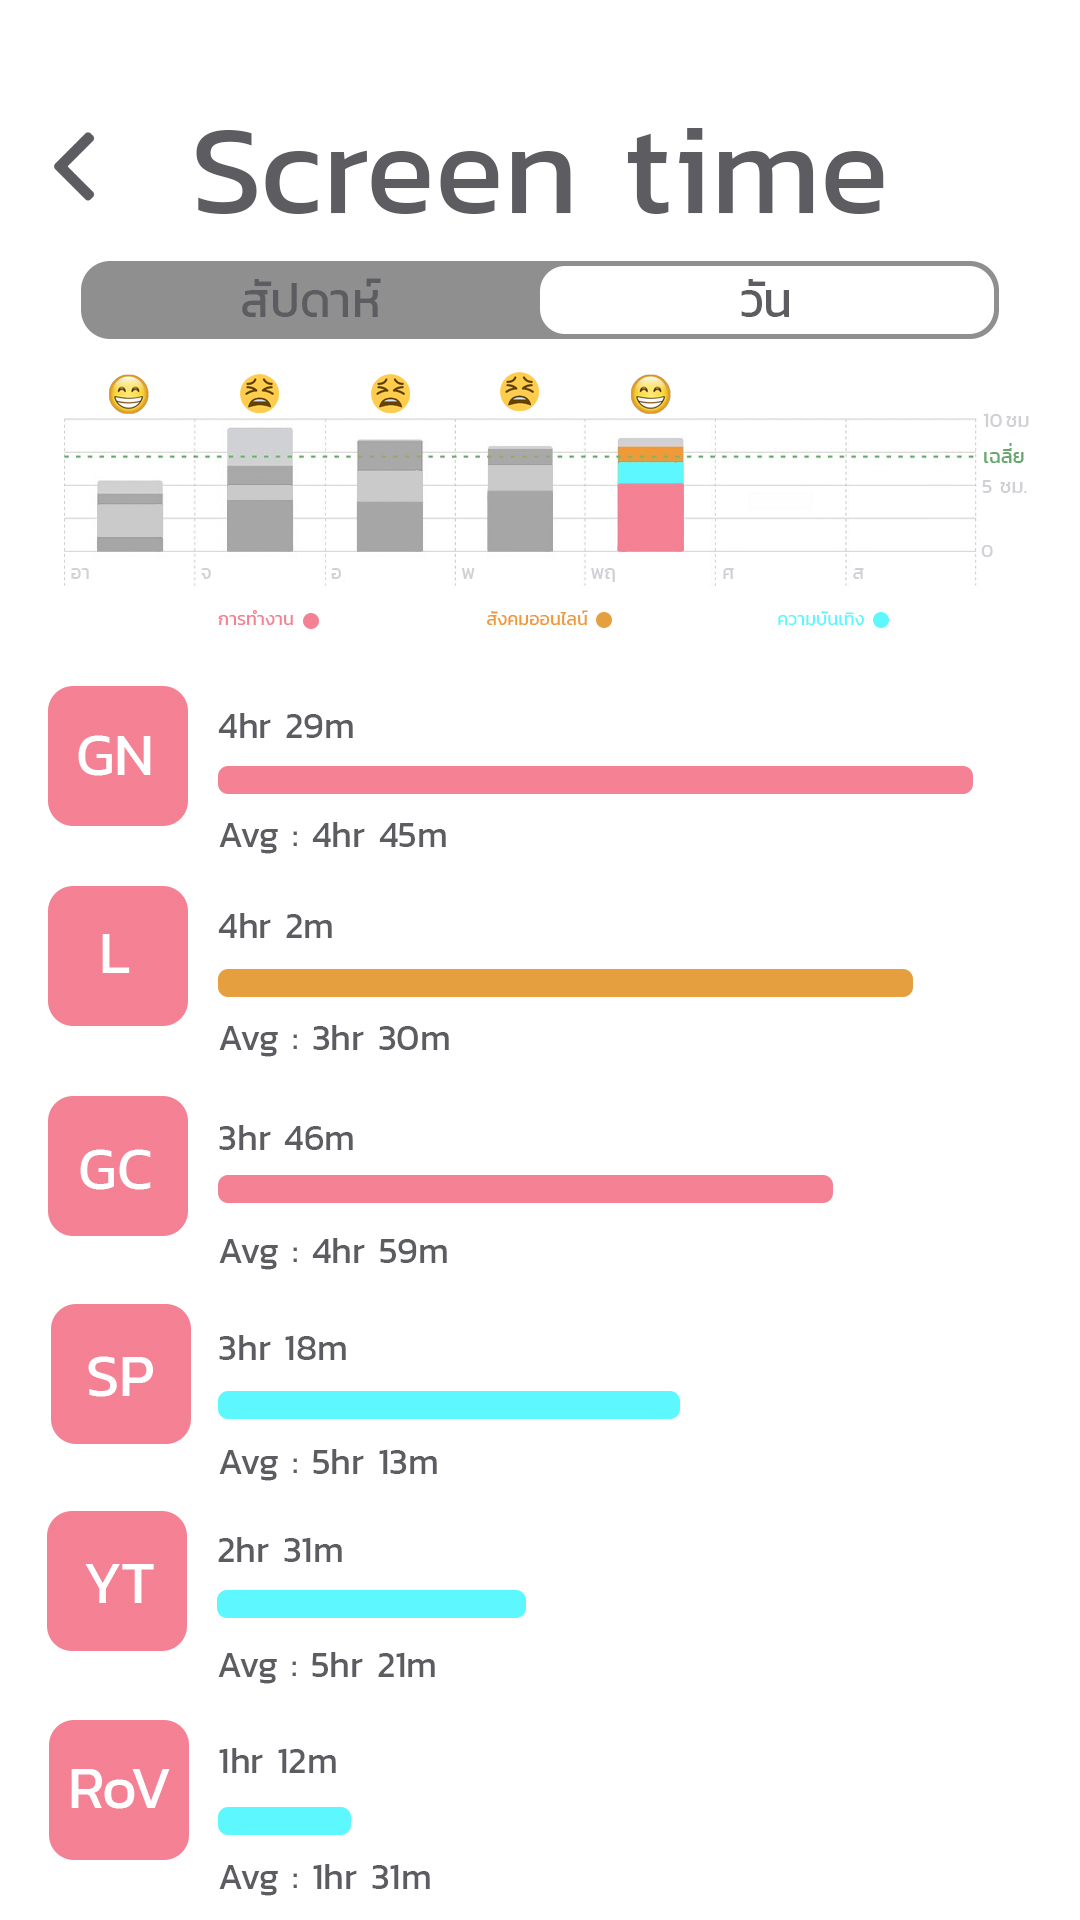 Screen time
สัปดาห์ วัน
10 ซม
เฉลี่ย
5 ซม.
0
อา จ อ พ พฤ ศ ส
การทำงาน สังคมออนไลน์ ความบันเทิง
GN
4hr 29m
Avg : 4hr 45m
L
4hr 2m
Avg : 3hr 30m
GC
3hr 46m
Avg : 4hr 59m
SP
3hr 18m
Avg : 5hr 13m
YT
2hr 31m
Avg : 5hr 21m
RoV
1hr 12m
Avg : 1hr 31m